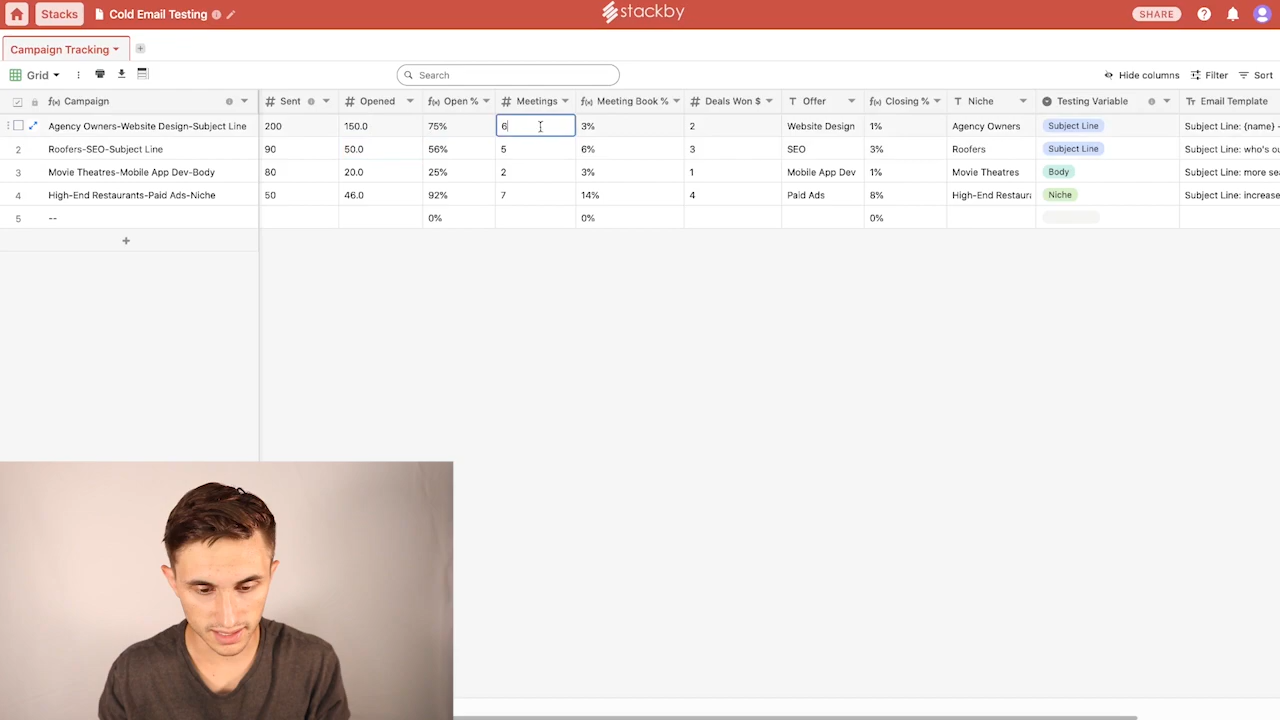 Stacks Cold Email Testing stackby SHARE
Campaign Tracking
Grid Search Hide columns Filter Sort
Campaign Sent Opened Open % Meetings Meeting Book % Deals Won $ Offer Closing % Niche Testing Variable Email Template
Agency Owners-Website Design-Subject Line 200 150.0 75% 6 3% 2 Website Design 1% Agency Owners Subject Line Subject Line: {name} -
2 Roofers-SEO-Subject Line 90 50.0 56% 5 6% 3 SEO 3% Roofers Subject Line Subject Line: who's ou
3 Movie Theatres-Mobile App Dev-Body 80 20.0 25% 2 3% 1 Mobile App Dev 1% Movie Theatres Body Subject Line: more sea
4 High-End Restaurants-Paid Ads-Niche 50 46.0 92% 7 14% 4 Paid Ads 8% High-End Restaura Niche Subject Line: increase
5 -- 0% 0% 0%